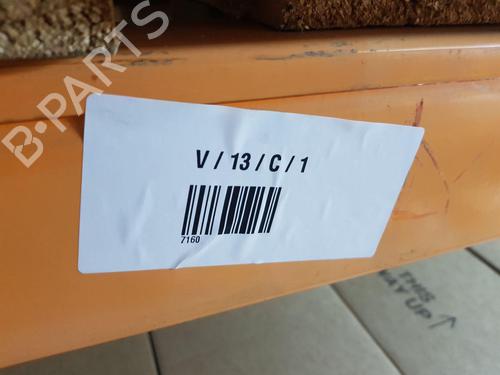 B-PARTS
V / 13 / C / 1
7160
THIS
WAY UP